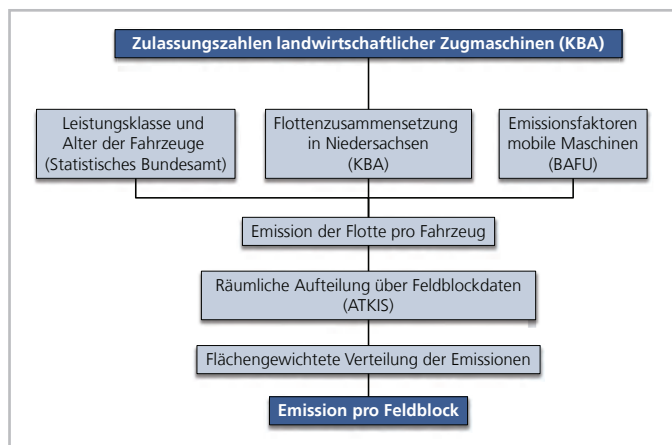 Zulassungszahlen landwirtschaftlicher Zugmaschinen (KBA)
Leistungsklasse und
Alter der Fahrzeuge
(Statistisches Bundesamt)
Flottenzusammensetzung
in Niedersachsen
(KBA)
Emissionsfaktoren
mobile Maschinen
(BAFU)
Emission der Flotte pro Fahrzeug
Räumliche Aufteilung über Feldblockdaten
(ATKIS)
Flächengewichtete Verteilung der Emissionen
Emission pro Feldblock